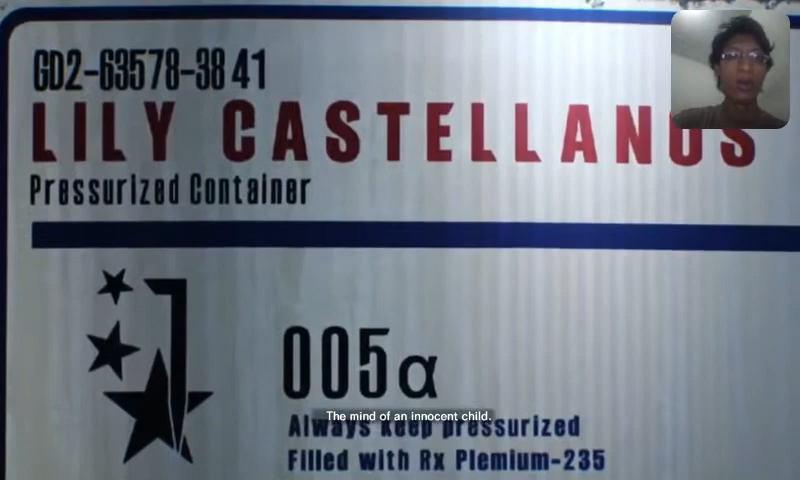 GD2-63578-38 41
LILY CASTELLANOS
Pressurized Container
005α
The mind of an innocent child.
Always keep pressurized
Filled with Rx Plemium-235